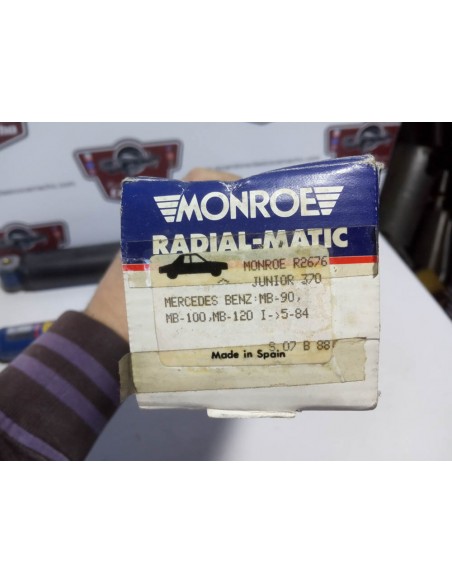 MONROE
RADIAL-MATIC
MONROE R2676
JUNIOR 370
MERCEDES BENZ:MB-90,
MB-100,MB-120 I->5-84
S.07 B 88
Made in Spain